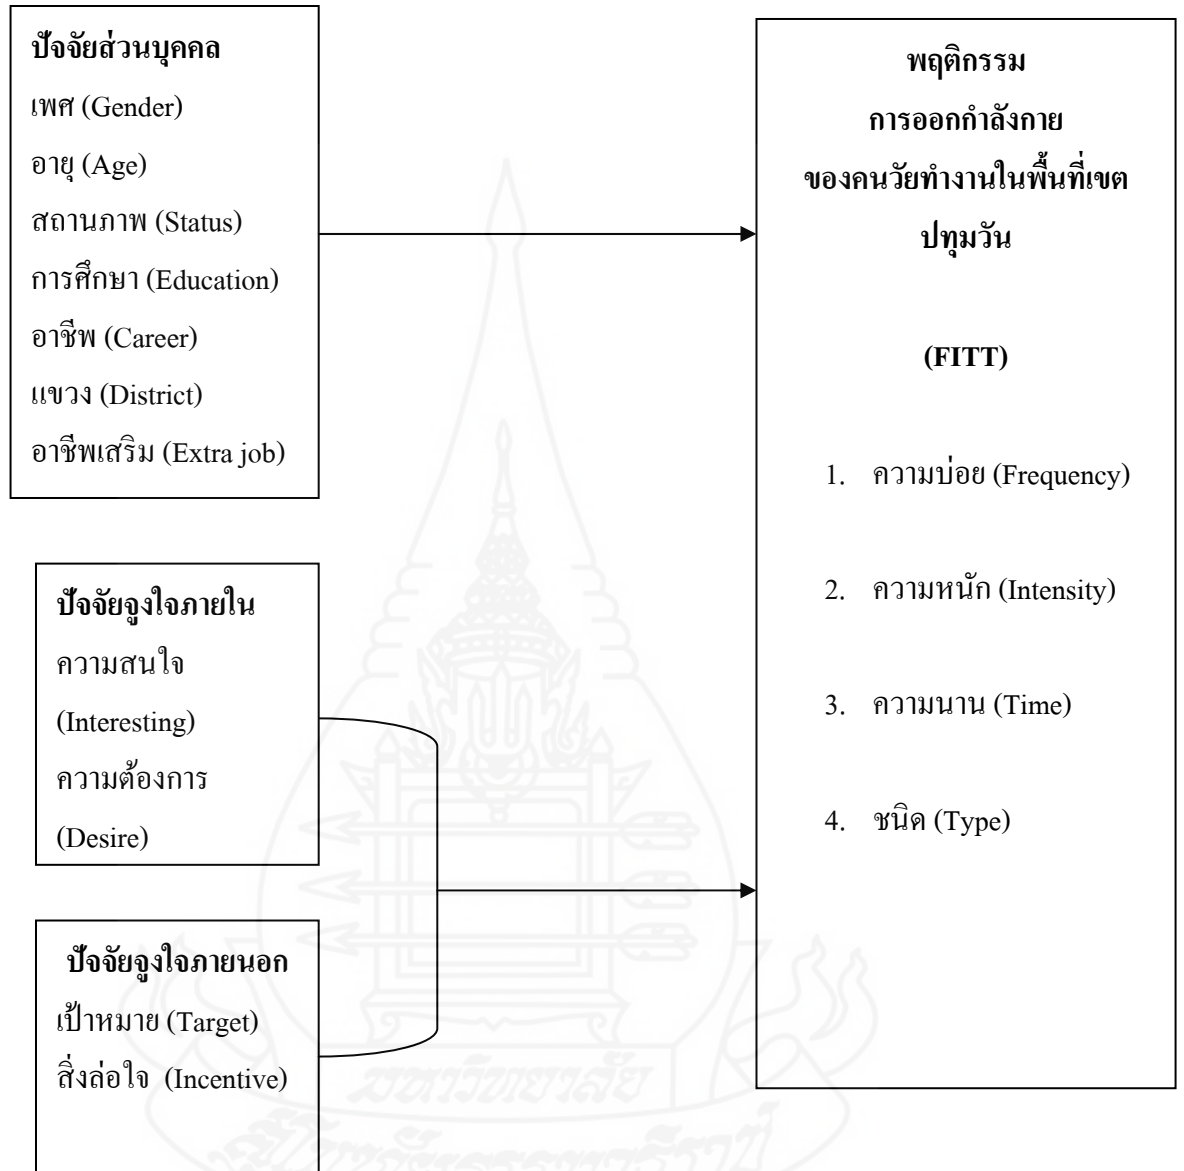 ปัจจัยส่วนบุคคล
เพศ (Gender)
อายุ (Age)
สถานภาพ (Status)
การศึกษา (Education)
อาชีพ (Career)
แขวง (District)
อาชีพเสริม (Extra job)
ปัจจัยจูงใจภายใน
ความสนใจ
(Interesting)
ความต้องการ
(Desire)
ปัจจัยจูงใจภายนอก
เป้าหมาย (Target)
สิ่งล่อใจ (Incentive)
พฤติกรรม
การออกกำลังกาย
ของคนวัยทำงานในพื้นที่เขต
ปทุมวัน
(FITT)
1. ความบ่อย (Frequency)
2. ความหนัก (Intensity)
3. ความนาน (Time)
4. ชนิด (Type)
มหาวิทยาลัย